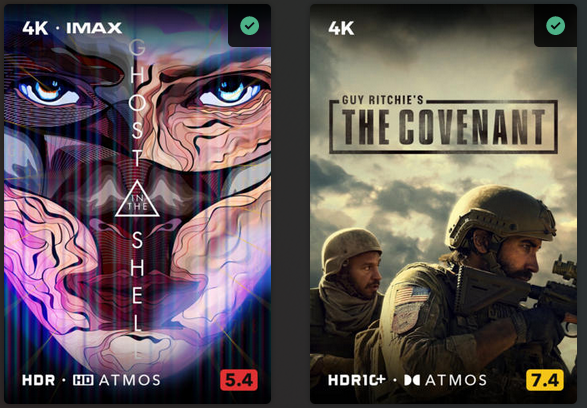 4K · IMAX
GHOST
IN
THE
SHELL
HDR · HD ATMOS
5.4
4K
GUY RITCHIE'S
THE COVENANT
HDR10+ · ATMOS
7.4